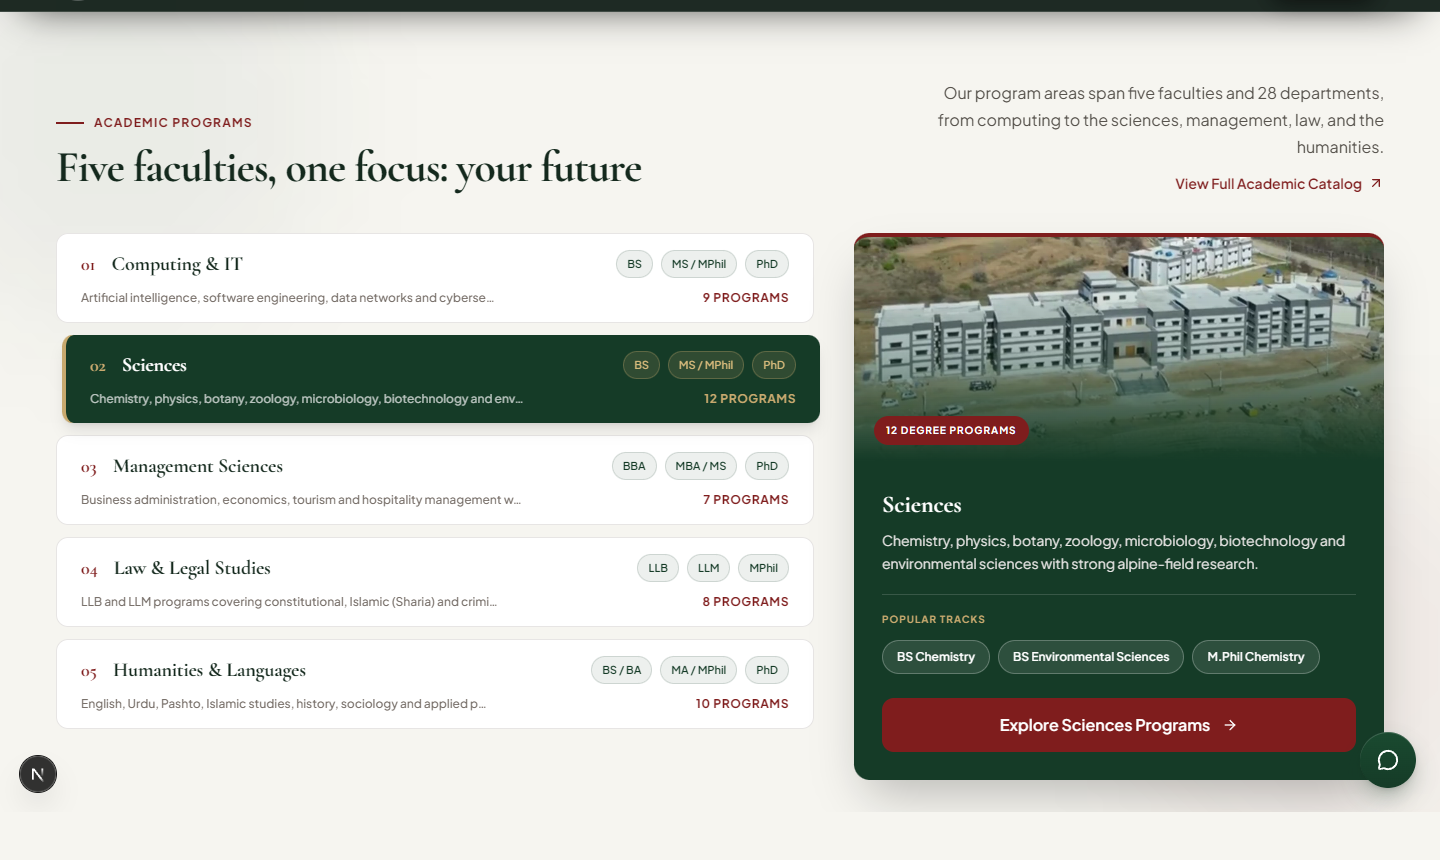 ACADEMIC PROGRAMS
Five faculties, one focus: your future
Our program areas span five faculties and 28 departments,
from computing to the sciences, management, law, and the
humanities.
View Full Academic Catalog
01 Computing & IT BS MS / MPhil PhD
Artificial intelligence, software engineering, data networks and cyberse... 9 PROGRAMS
02 Sciences BS MS / MPhil PhD
Chemistry, physics, botany, zoology, microbiology, biotechnology and env... 12 PROGRAMS
03 Management Sciences BBA MBA / MS PhD
Business administration, economics, tourism and hospitality management w... 7 PROGRAMS
04 Law & Legal Studies LLB LLM MPhil
LLB and LLM programs covering constitutional, Islamic (Sharia) and crimi... 8 PROGRAMS
05 Humanities & Languages BS / BA MA / MPhil PhD
English, Urdu, Pashto, Islamic studies, history, sociology and applied p... 10 PROGRAMS
12 DEGREE PROGRAMS
Sciences
Chemistry, physics, botany, zoology, microbiology, biotechnology and
environmental sciences with strong alpine-field research.
POPULAR TRACKS
BS Chemistry BS Environmental Sciences M.Phil Chemistry
Explore Sciences Programs
N